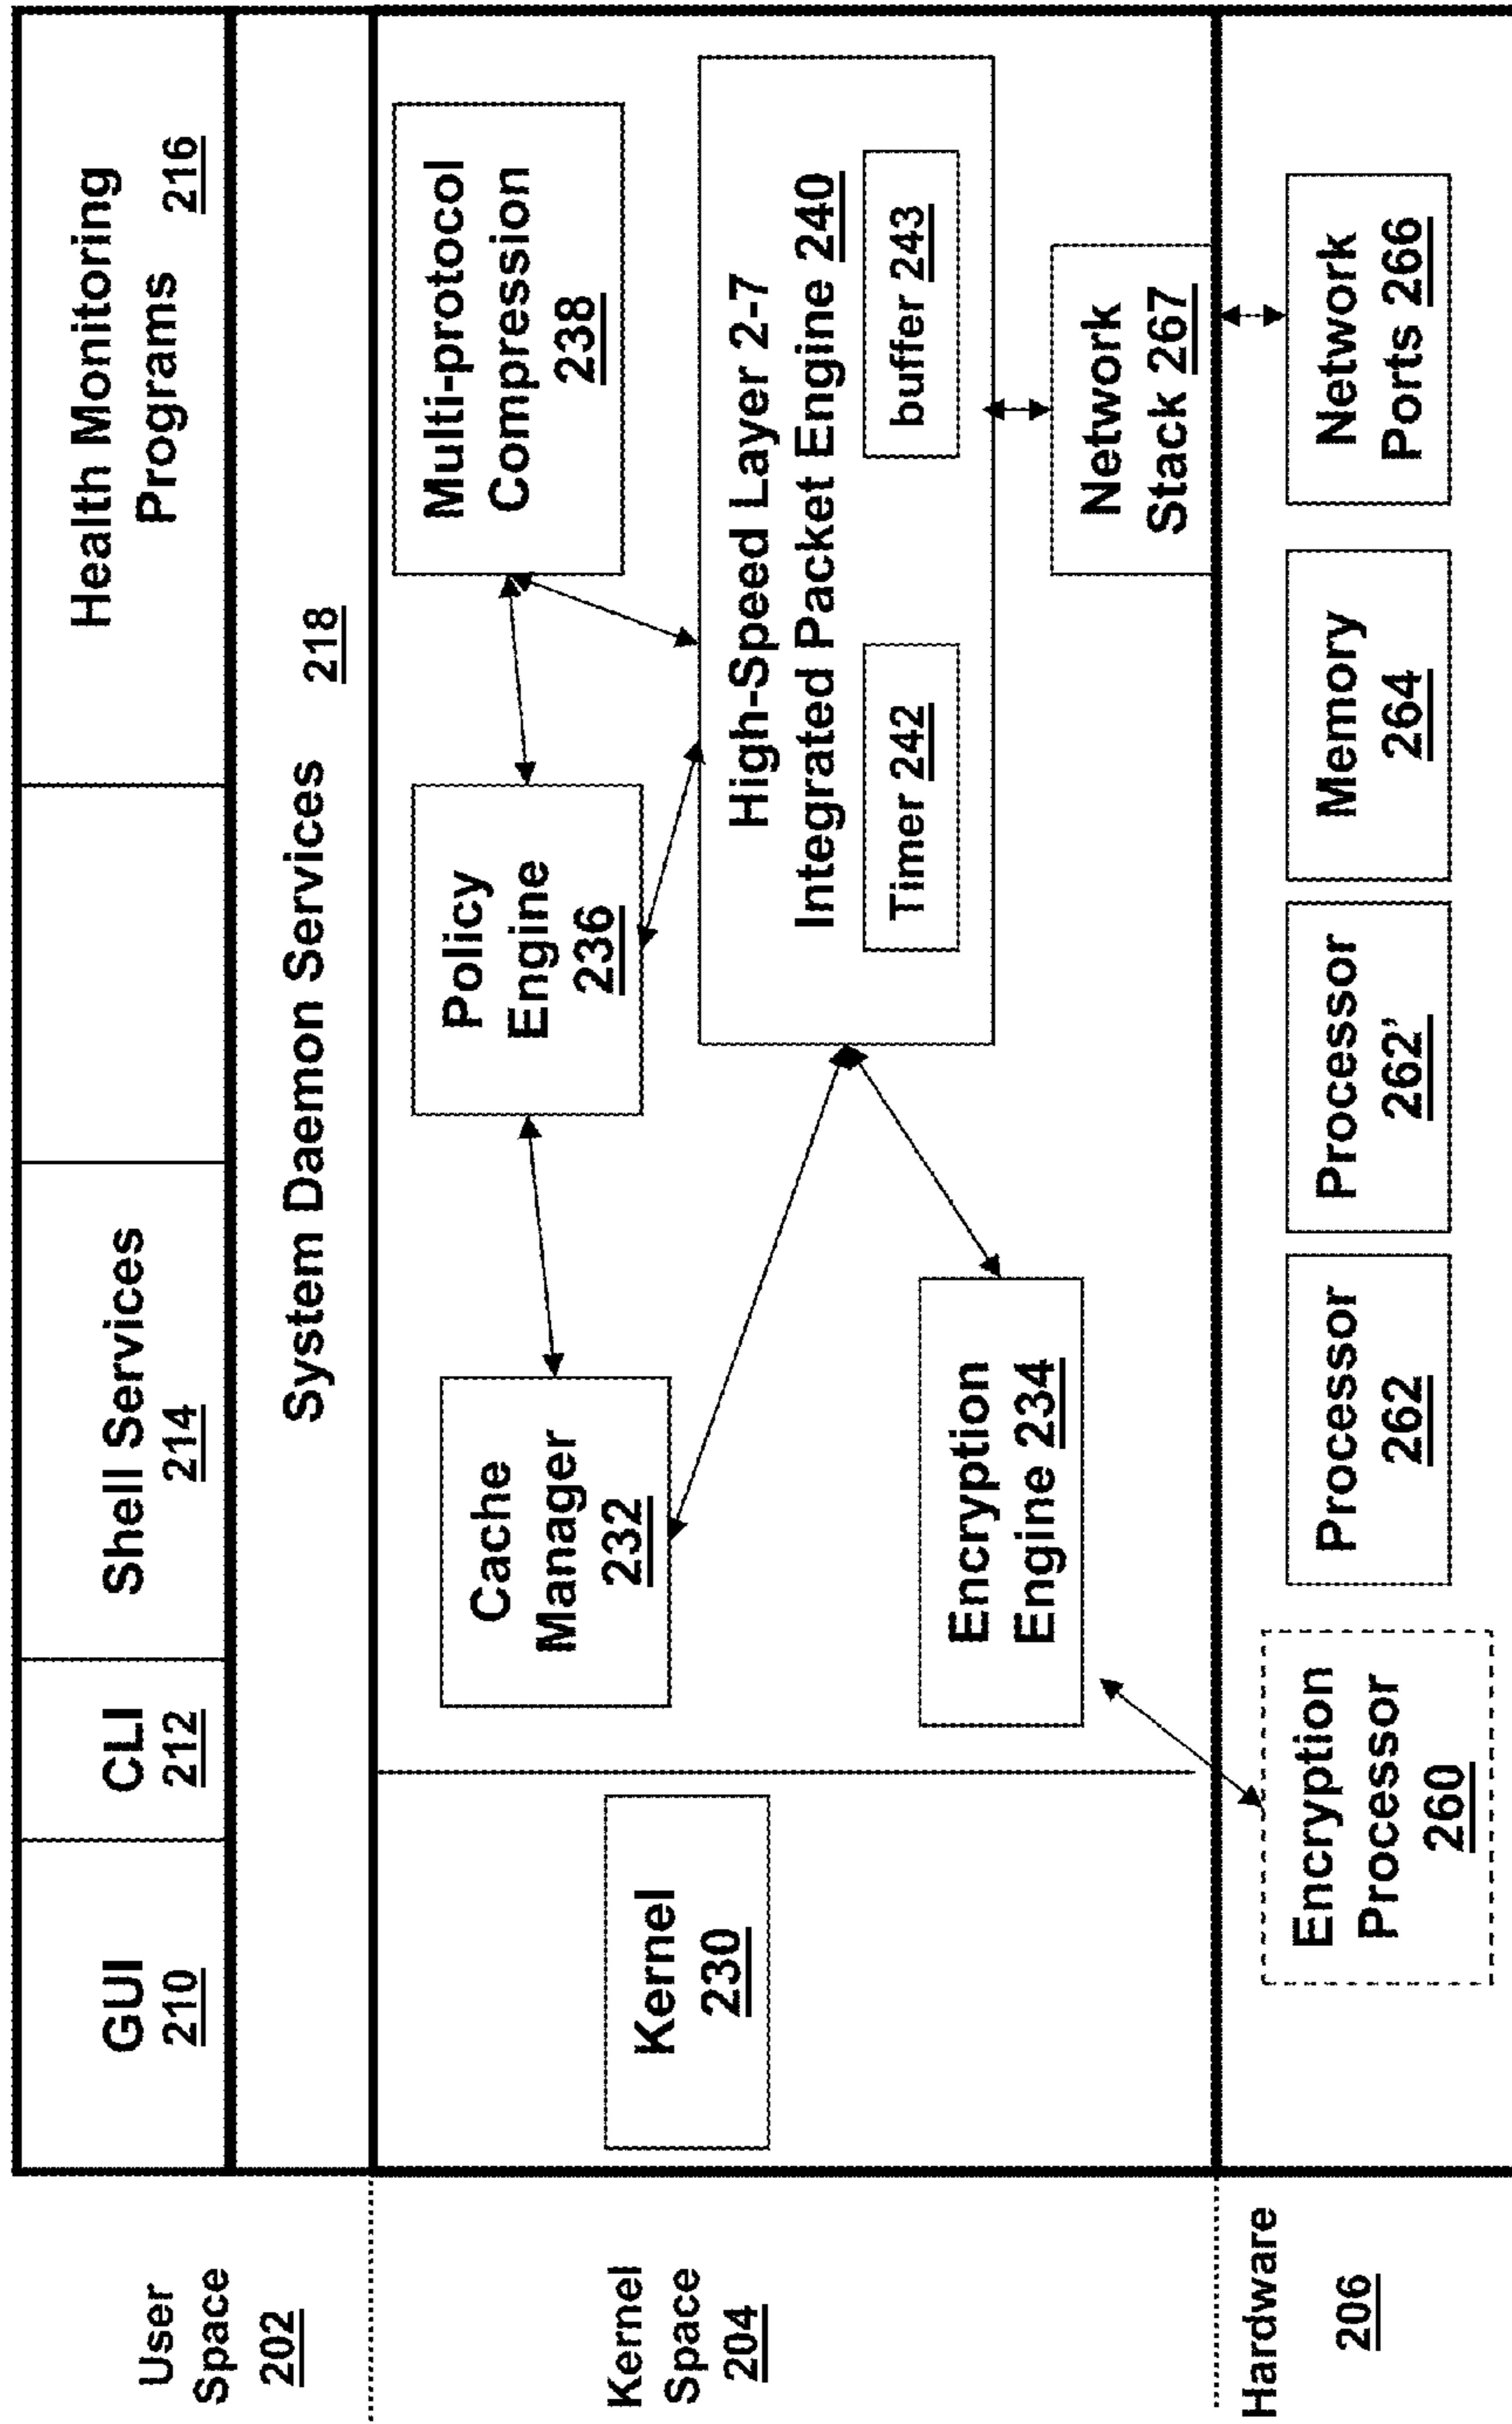 User
Space
202
GUI
210
CLI
212
Shell Services
214
Health Monitoring
Programs
216
System Daemon Services 218
Kernel
Space
204
Kernel
230
Cache
Manager
232
Policy
Engine
236
Multi-protocol
Compression
238
High-Speed Layer 2-7
Integrated Packet Engine 240
Timer 242
buffer 243
Encryption
Engine 234
Network
Stack 267
Hardware
206
Encryption
Processor
260
Processor
262
Processor
262'
Memory
264
Network
Ports 266